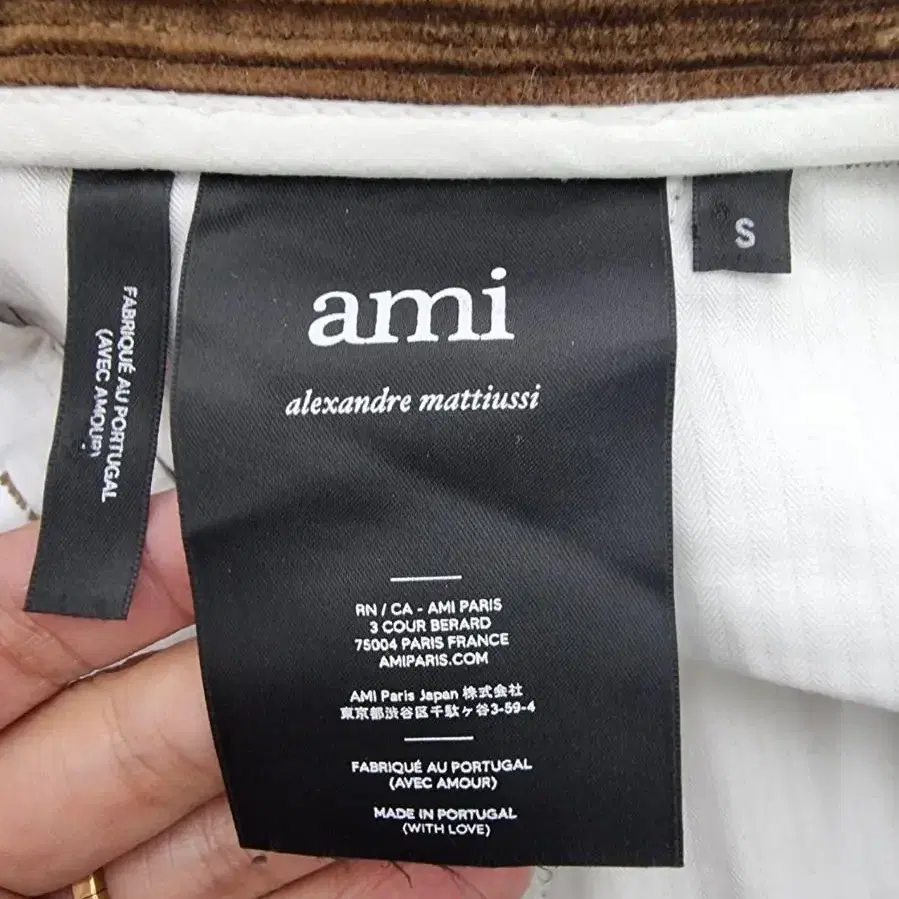 FABRIQUÉ AU PORTUGAL
(AVEC AMOUR)
ami
alexandre mattiussi
RN / CA - AMI PARIS
3 COUR BERARD
75004 PARIS FRANCE
AMIPARIS.COM
AMI Paris Japan 株式会社
東京都渋谷区千駄ヶ谷3-59-4
FABRIQUÉ AU PORTUGAL
(AVEC AMOUR)
MADE IN PORTUGAL
(WITH LOVE)
S